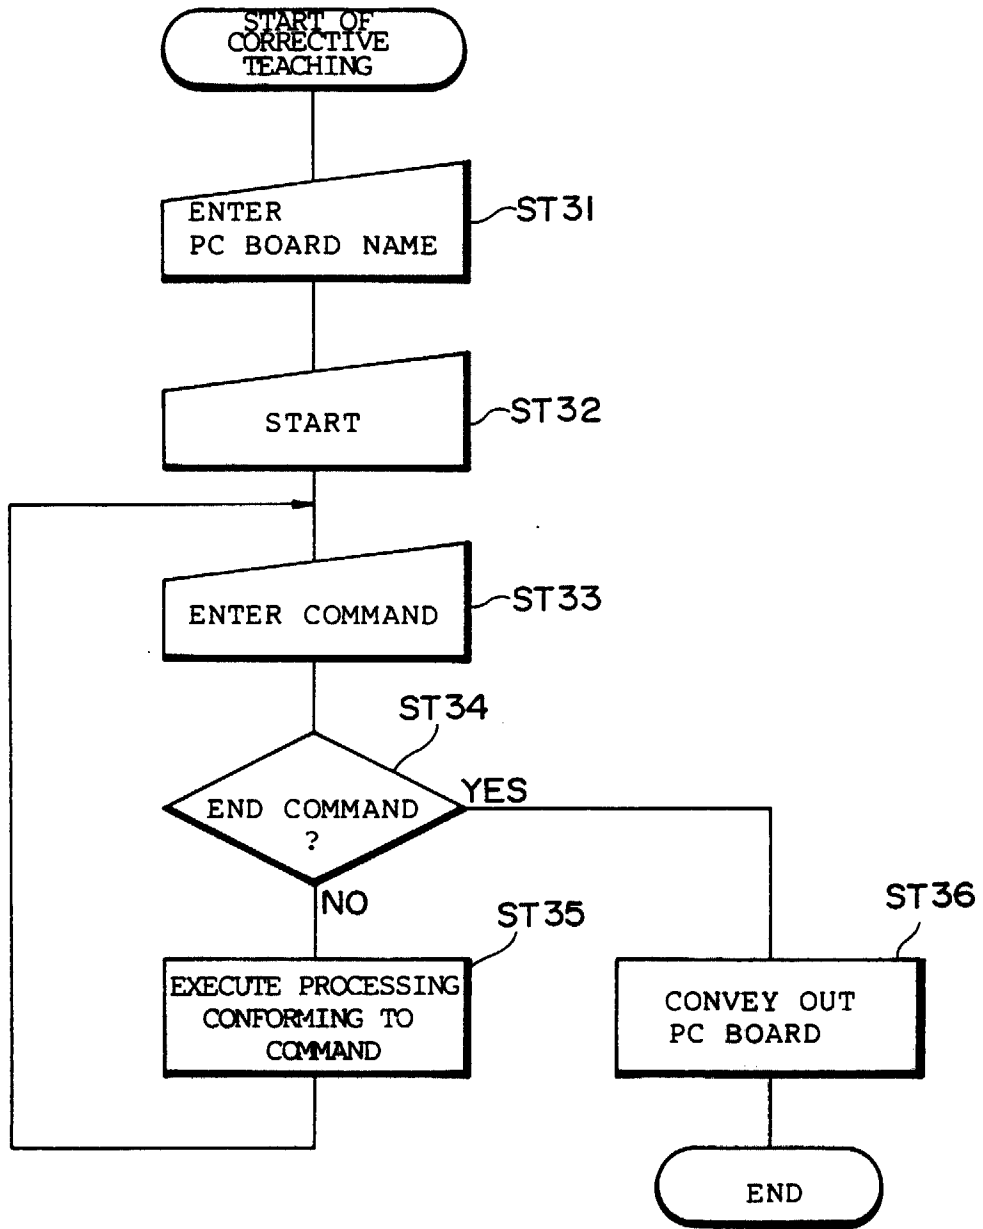 START OF
CORRECTIVE
TEACHING
ENTER
PC BOARD NAME
ST31
START
ST32
ENTER COMMAND
ST33
ST34
END COMMAND
?
YES
NO
ST35
EXECUTE PROCESSING
CONFORMING TO
COMMAND
ST36
CONVEY OUT
PC BOARD
END